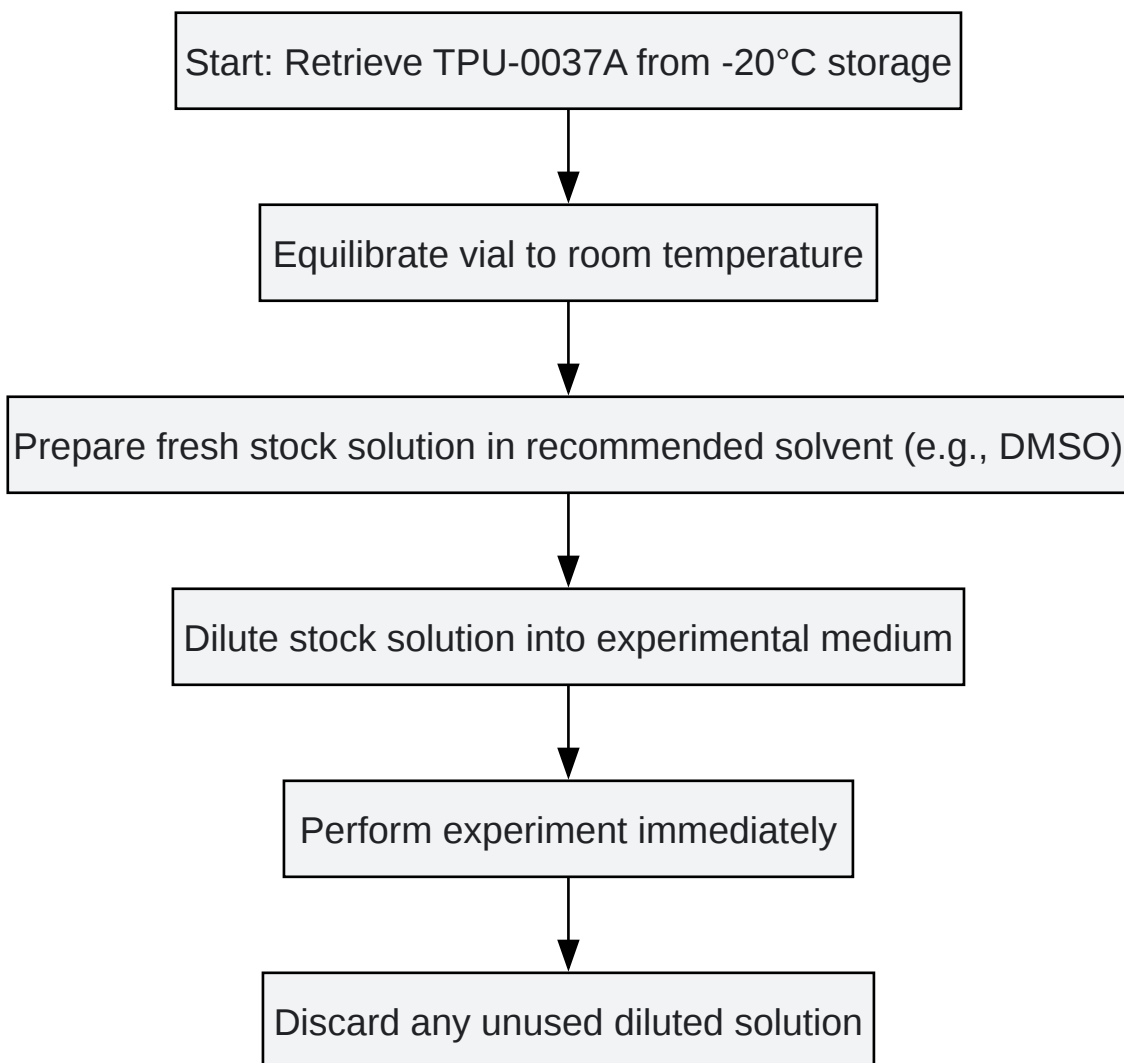 Start: Retrieve TPU-0037A from -20°C storage
Equilibrate vial to room temperature
Prepare fresh stock solution in recommended solvent (e.g., DMSO)
Dilute stock solution into experimental medium
Perform experiment immediately
Discard any unused diluted solution